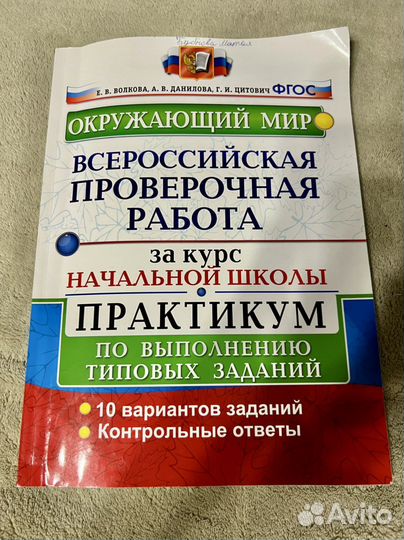 Е. В. ВОЛКОВА, А. В. ДАНИЛОВА, Г. И. ЦИТОВИЧ ФГОС
ОКРУЖАЮЩИЙ МИР
ВСЕРОССИЙСКАЯ
ПРОВЕРОЧНАЯ
РАБОТА
за курс
НАЧАЛЬНОЙ ШКОЛЫ
ПРАКТИКУМ
ПО ВЫПОЛНЕНИЮ
ТИПОВЫХ ЗАДАНИЙ
10 вариантов заданий
Контрольные ответы
Avito